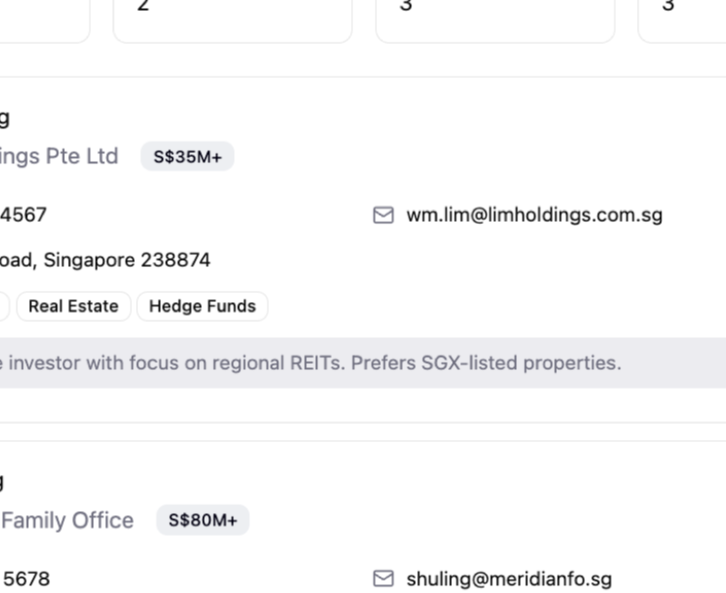 2 3 3
g
ings Pte Ltd S$35M+
4567 wm.lim@limholdings.com.sg
oad, Singapore 238874
Real Estate Hedge Funds
e investor with focus on regional REITs. Prefers SGX-listed properties.
g
Family Office S$80M+
5678 shuling@meridianfo.sg